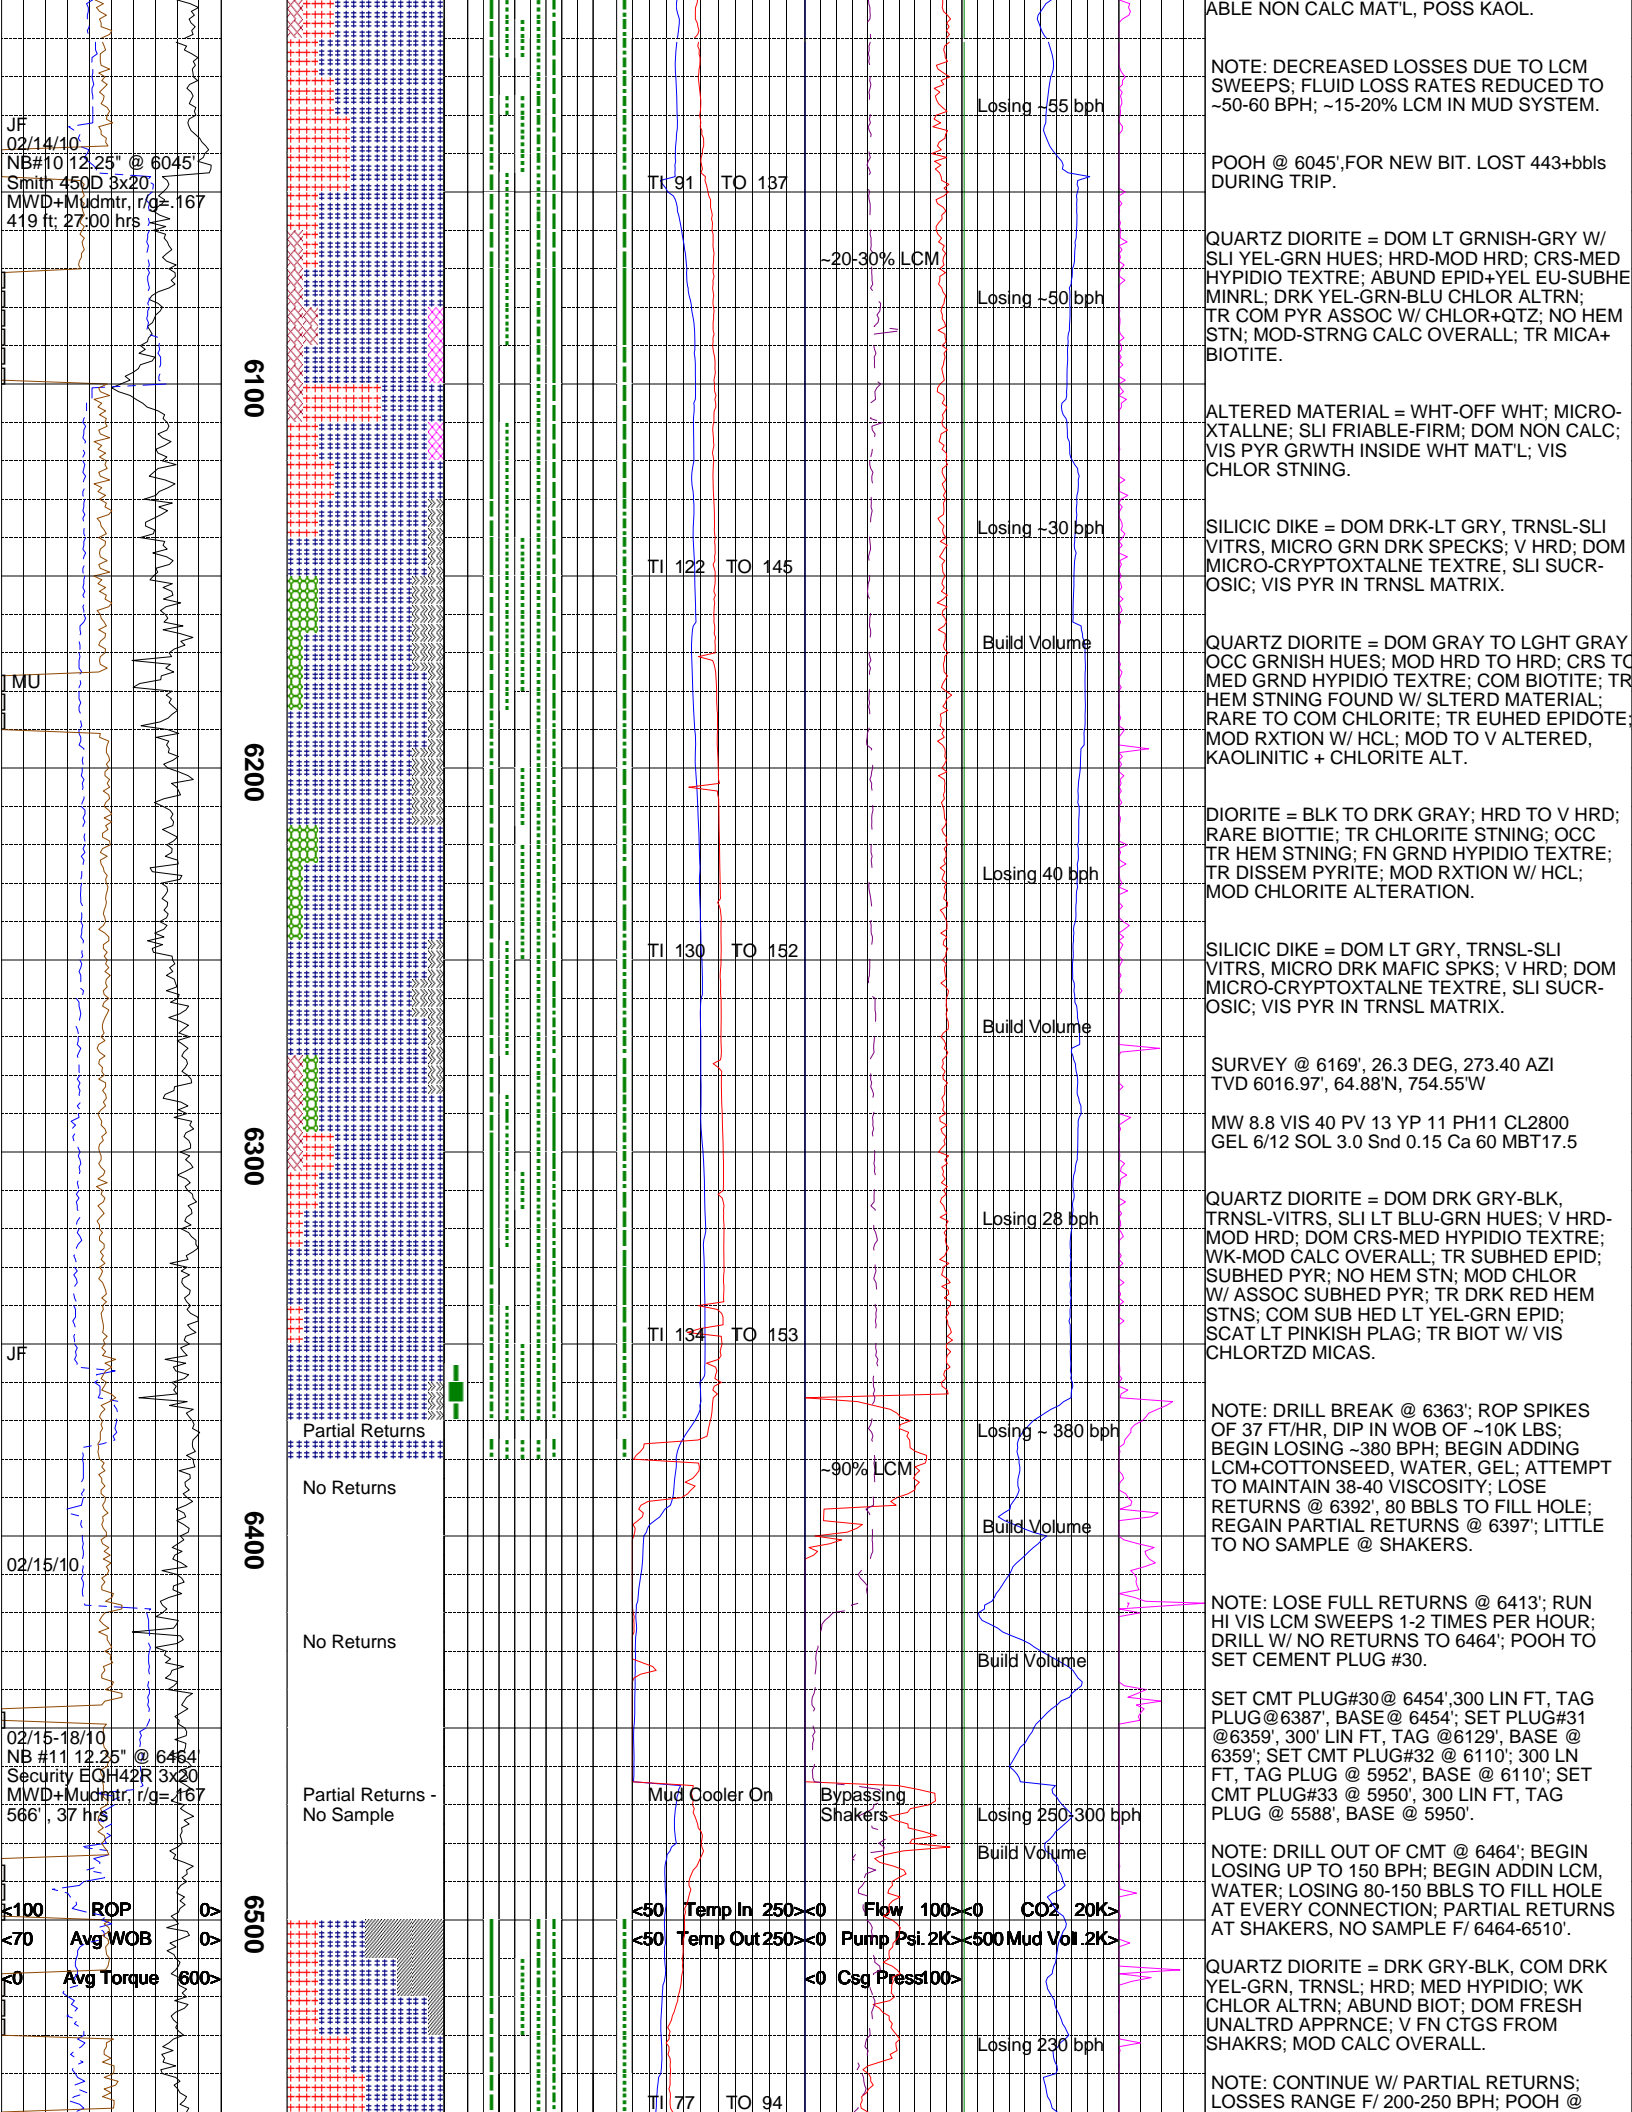 JF
02/14/10
NB#10 12.25" @ 6045'
Smith 450D 3x20
MWD+Mudmtr, r/g=.167
419 ft; 27:00 hrs
MU
JF
02/15/10
02/15-18/10
NB #11 12.25" @ 6464'
Security EQH42R 3x20
MWD+Mudmtr, r/g=.167
566' , 37 hrs
<100 ROP 0>
<70 Avg WOB 0>
<0 Avg Torque 600>
6100
6200
6300
6400
6500
Partial Returns
No Returns
No Returns
Partial Returns -
No Sample
TI 91 TO 137
TI 122 TO 145
TI 130 TO 152
TI 134 TO 153
Mud Cooler On
<50 Temp In 250>
<50 Temp Out 250>
TI 77 TO 94
~20-30% LCM
~90% LCM
Bypassing
Shakers
<0 Flow 100>
<0 Pump Psi. 2K>
<0 Csg Press 100>
Losing ~55 bph
Losing ~50 bph
Losing ~30 bph
Build Volume
Losing 40 bph
Build Volume
Losing 28 bph
Losing ~ 380 bph
Build Volume
Build Volume
Losing 250-300 bph
Build Volume
<0 CO2 20K>
<500 Mud Vol .2K>
Losing 230 bph
ABLE NON CALC MAT'L, POSS KAOL.
NOTE: DECREASED LOSSES DUE TO LCM
SWEEPS; FLUID LOSS RATES REDUCED TO
~50-60 BPH; ~15-20% LCM IN MUD SYSTEM.
POOH @ 6045',FOR NEW BIT. LOST 443+bbls
DURING TRIP.
QUARTZ DIORITE = DOM LT GRNISH-GRY W/
SLI YEL-GRN HUES; HRD-MOD HRD; CRS-MED
HYPIDIO TEXTRE; ABUND EPID+YEL EU-SUBHE
MINRL; DRK YEL-GRN-BLU CHLOR ALTRN;
TR COM PYR ASSOC W/ CHLOR+QTZ; NO HEM
STN; MOD-STRNG CALC OVERALL; TR MICA+
BIOTITE.
ALTERED MATERIAL = WHT-OFF WHT; MICRO-
XTALLNE; SLI FRIABLE-FIRM; DOM NON CALC;
VIS PYR GRWTH INSIDE WHT MAT'L; VIS
CHLOR STNING.
SILICIC DIKE = DOM DRK-LT GRY, TRNSL-SLI
VITRS, MICRO GRN DRK SPECKS; V HRD; DOM
MICRO-CRYPTOXTALNE TEXTRE, SLI SUCR-
OSIC; VIS PYR IN TRNSL MATRIX.
QUARTZ DIORITE = DOM GRAY TO LGHT GRAY
OCC GRNISH HUES; MOD HRD TO HRD; CRS TO
MED GRND HYPIDIO TEXTRE; COM BIOTITE; TR
HEM STNING FOUND W/ SLTERD MATERIAL;
RARE TO COM CHLORITE; TR EUHED EPIDOTE;
MOD RXTION W/ HCL; MOD TO V ALTERED,
KAOLINITIC + CHLORITE ALT.
DIORITE = BLK TO DRK GRAY; HRD TO V HRD;
RARE BIOTTIE; TR CHLORITE STNING; OCC
TR HEM STNING; FN GRND HYPIDIO TEXTRE;
TR DISSEM PYRITE; MOD RXTION W/ HCL;
MOD CHLORITE ALTERATION.
SILICIC DIKE = DOM LT GRY, TRNSL-SLI
VITRS, MICRO DRK MAFIC SPKS; V HRD; DOM
MICRO-CRYPTOXTALNE TEXTRE, SLI SUCR-
OSIC; VIS PYR IN TRNSL MATRIX.
SURVEY @ 6169', 26.3 DEG, 273.40 AZI
TVD 6016.97', 64.88'N, 754.55'W
MW 8.8 VIS 40 PV 13 YP 11 PH11 CL2800
GEL 6/12 SOL 3.0 Snd 0.15 Ca 60 MBT17.5
QUARTZ DIORITE = DOM DRK GRY-BLK,
TRNSL-VITRS, SLI LT BLU-GRN HUES; V HRD-
MOD HRD; DOM CRS-MED HYPIDIO TEXTRE;
WK-MOD CALC OVERALL; TR SUBHED EPID;
SUBHED PYR; NO HEM STN; MOD CHLOR
W/ ASSOC SUBHED PYR; TR DRK RED HEM
STNS; COM SUB HED LT YEL-GRN EPID;
SCAT LT PINKISH PLAG; TR BIOT W/ VIS
CHLORTZD MICAS.
NOTE: DRILL BREAK @ 6363'; ROP SPIKES
OF 37 FT/HR, DIP IN WOB OF ~10K LBS;
BEGIN LOSING ~380 BPH; BEGIN ADDING
LCM+COTTONSEED, WATER, GEL; ATTEMPT
TO MAINTAIN 38-40 VISCOSITY; LOSE
RETURNS @ 6392', 80 BBLS TO FILL HOLE;
REGAIN PARTIAL RETURNS @ 6397'; LITTLE
TO NO SAMPLE @ SHAKERS.
NOTE: LOSE FULL RETURNS @ 6413'; RUN
HI VIS LCM SWEEPS 1-2 TIMES PER HOUR;
DRILL W/ NO RETURNS TO 6464'; POOH TO
SET CEMENT PLUG #30.
SET CMT PLUG#30@ 6454',300 LIN FT, TAG
PLUG@6387', BASE@ 6454'; SET PLUG#31
@6359', 300' LIN FT, TAG @6129', BASE @
6359'; SET CMT PLUG#32 @ 6110'; 300 LN
FT, TAG PLUG @ 5952', BASE @ 6110'; SET
CMT PLUG#33 @ 5950', 300 LIN FT, TAG
PLUG @ 5588', BASE @ 5950'.
NOTE: DRILL OUT OF CMT @ 6464'; BEGIN
LOSING UP TO 150 BPH; BEGIN ADDIN LCM,
WATER; LOSING 80-150 BBLS TO FILL HOLE
AT EVERY CONNECTION; PARTIAL RETURNS
AT SHAKERS, NO SAMPLE F/ 6464-6510'.
QUARTZ DIORITE = DRK GRY-BLK, COM DRK
YEL-GRN, TRNSL; HRD; MED HYPIDIO; WK
CHLOR ALTRN; ABUND BIOT; DOM FRESH
UNALTRD APPRNCE; V FN CTGS FROM
SHAKRS; MOD CALC OVERALL.
NOTE: CONTINUE W/ PARTIAL RETURNS;
LOSSES RANGE F/ 200-250 BPH; POOH @